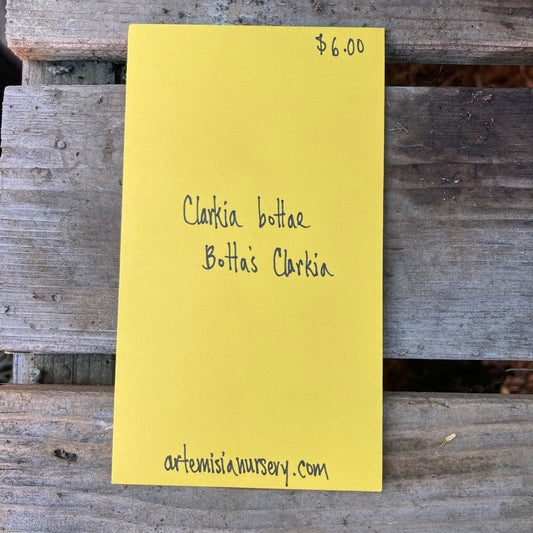 $6.00
Clarkia bottae
Botta's Clarkia
artemisianursery.com